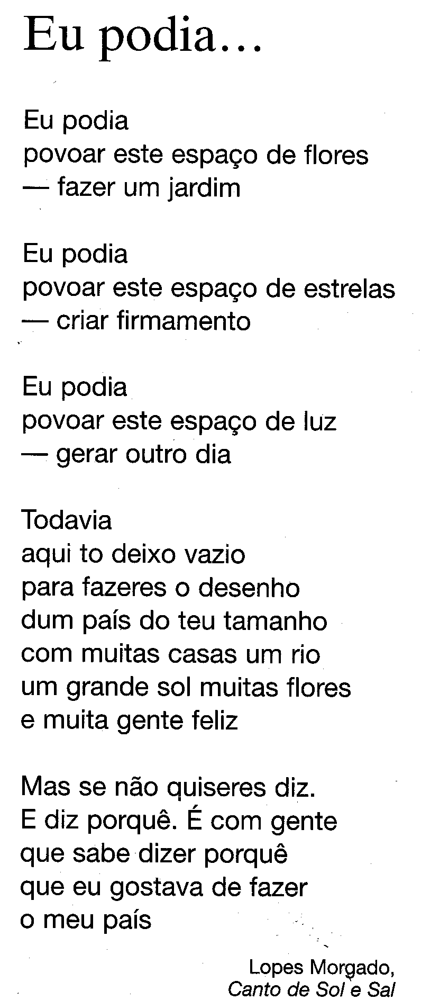 Eu podia...
Eu podia
povoar este espaço de flores
— fazer um jardim
Eu podia
povoar este espaço de estrelas
— criar firmamento
Eu podia
povoar este espaço de luz
— gerar outro dia
Todavia
aqui to deixo vazio
para fazeres o desenho
dum país do teu tamanho
com muitas casas um rio
um grande sol muitas flores
e muita gente feliz
Mas se não quiseres diz.
E diz porquê. É com gente
que sabe dizer porquê
que eu gostava de fazer
o meu país
Lopes Morgado,
Canto de Sol e Sal